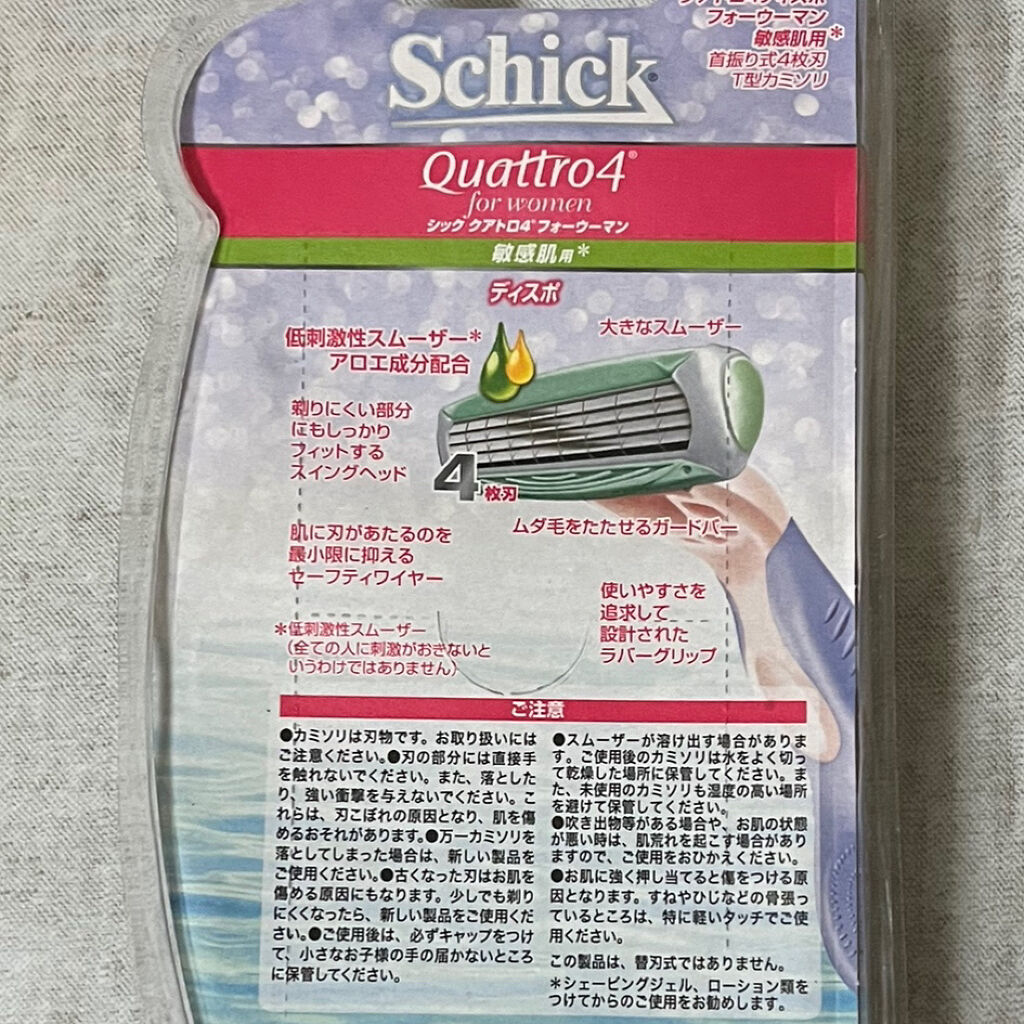 フォーウーマン
敏感肌用*
首振り式4枚刃
T型カミソリ
Schick
Quattro4®
for women
シック クアトロ4® フォーウーマン
敏感肌用*
ディスポ
低刺激性スムーザー*
アロエ成分配合
大きなスムーザー
剃りにくい部分
にもしっかり
フィットする
スイングヘッド
4枚刃
肌に刃があたるのを
最小限に抑える
セーフティワイヤー
ムダ毛をたたせるガードバー
使いやすさを
追求して
設計された
ラバーグリップ
*低刺激性スムーザー
(全ての人に刺激がおきないと
いうわけではありません)
ご注意
●カミソリは刃物です。お取り扱いには
ご注意ください。●刃の部分には直接手
を触れないでください。また、落とした
り、強い衝撃を与えないでください。こ
れらは、刃こぼれの原因となり、肌を傷
めるおそれがあります。●万一カミソリを
落としてしまった場合は、新しい製品を
ご使用ください。●古くなった刃はお肌を
傷める原因にもなります。少しでも剃り
にくくなったら、新しい製品をご使用くだ
さい。●ご使用後は、必ずキャップをつけ
て、小さなお子様の手の届かないところ
に保管してください。
●スムーザーが溶け出す場合がありま
す。ご使用後のカミソリは水をよく切っ
て乾燥した場所に保管してください。ま
た、未使用のカミソリも湿度の高い場所
を避けて保管してください。
●吹き出物等がある場合や、お肌の状態
が悪い時は、肌荒れを起こす場合があり
ますので、ご使用をおひかえください。
●お肌に強く押し当てると傷をつける原
因となります。すねやひじなどの骨張っ
ているところは、特に軽いタッチでご使
用ください。
この製品は、替刃式ではありません。
*シェービングジェル、ローション類を
つけてからのご使用をお勧めします。